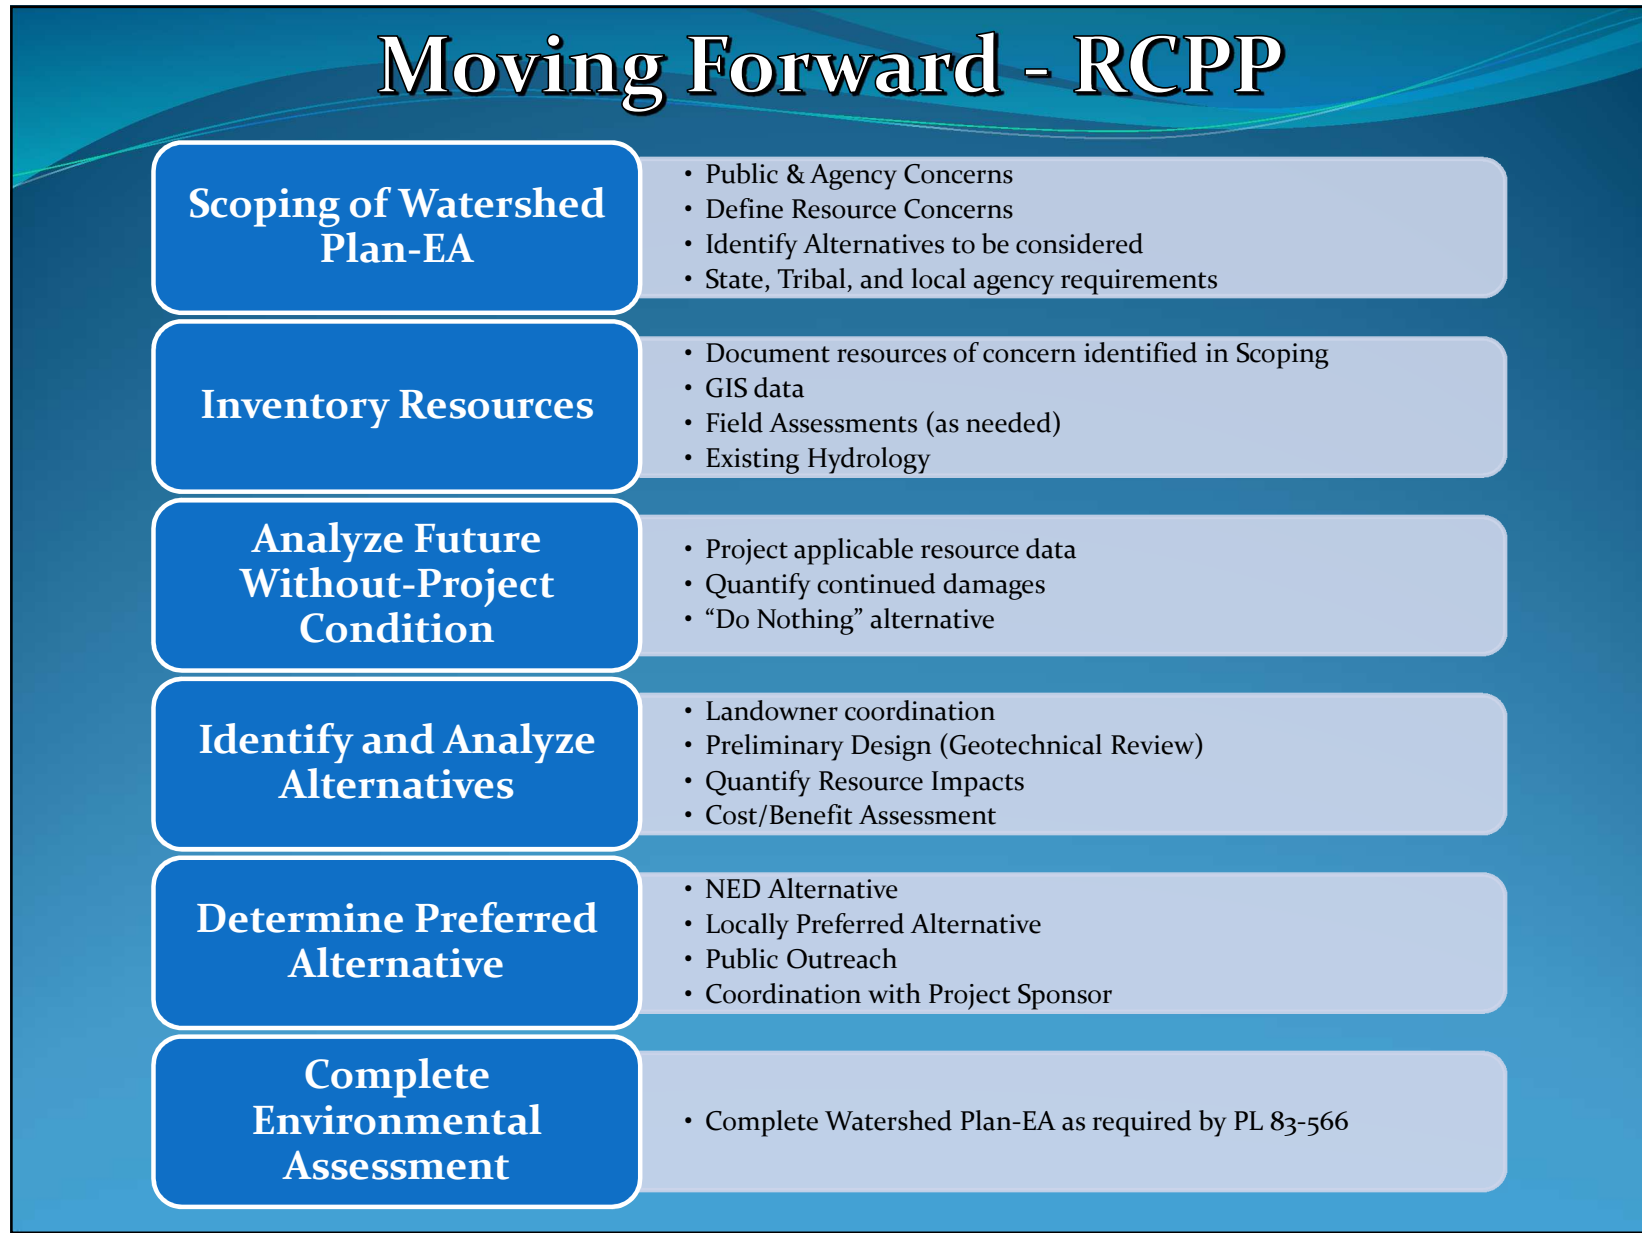 Moving Forward - RCPP
Scoping of Watershed
Plan-EA
• Public & Agency Concerns
• Define Resource Concerns
• Identify Alternatives to be considered
• State, Tribal, and local agency requirements
Inventory Resources
• Document resources of concern identified in Scoping
• GIS data
• Field Assessments (as needed)
• Existing Hydrology
Analyze Future
Without-Project
Condition
• Project applicable resource data
• Quantify continued damages
• “Do Nothing” alternative
Identify and Analyze
Alternatives
• Landowner coordination
• Preliminary Design (Geotechnical Review)
• Quantify Resource Impacts
• Cost/Benefit Assessment
Determine Preferred
Alternative
• NED Alternative
• Locally Preferred Alternative
• Public Outreach
• Coordination with Project Sponsor
Complete
Environmental
Assessment
• Complete Watershed Plan-EA as required by PL 83-566